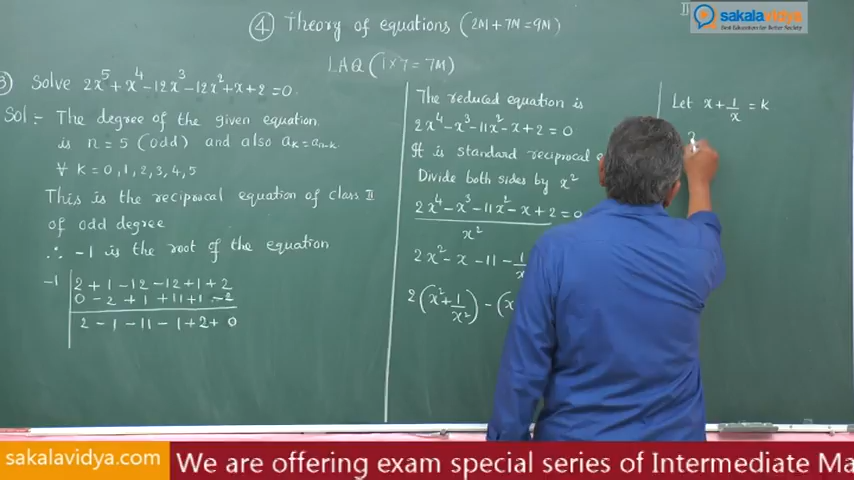 ④ Theory of equations (2M + 7M = 9M)
LAQ (1×7 = 7M)
Solve 2x⁵ + x⁴ - 12x³ - 12x² + x + 2 = 0.
Sol :- The degree of the given equation
is n = 5 (odd) and also aₖ = aₙ₋ₖ
∀ k = 0, 1, 2, 3, 4, 5
This is the reciprocal equation of class II
of odd degree
∴ -1 is the root of the equation
-1 | 2 + 1 - 12 - 12 + 1 + 2
0 - 2 + 1 + 11 + 1 - 2
2 - 1 - 11 - 1 + 2 + 0
The reduced equation is
2x⁴ - x³ - 11x² - x + 2 = 0
It is standard reciprocal
Divide both sides by x²
2x⁴ - x³ - 11x² - x + 2 = 0
x²
2x² - x - 11 - 1/x
2(x² + 1/x²) - (x
Let x + 1/x = k
sakalavidya
Best Education for Better Society
sakalavidya.com
We are offering exam special series of Intermediate Ma